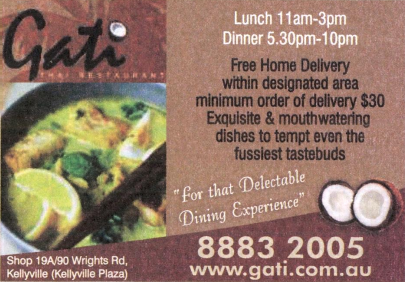 Gati
THAI RESTAURANT
Lunch 11am-3pm
Dinner 5.30pm-10pm
Free Home Delivery
within designated area
minimum order of delivery $30
Exquisite & mouthwatering
dishes to tempt even the
fussiest tastebuds
"For that Delectable
Dining Experience"
Shop 19A/90 Wrights Rd,
Kellyville (Kellyville Plaza)
8883 2005
www.gati.com.au